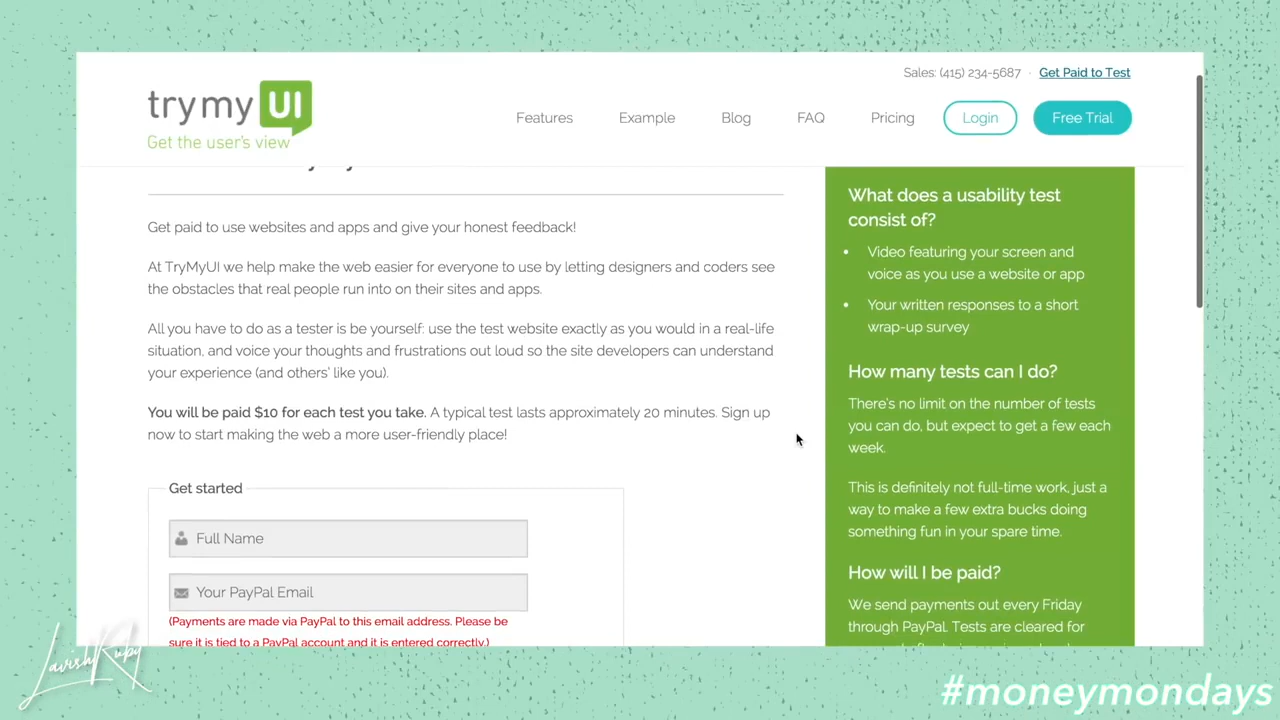 Sales: (415) 234-5687 · Get Paid to Test
trymyUI
Get the user's view
Features Example Blog FAQ Pricing Login Free Trial
Get paid to use websites and apps and give your honest feedback!
At TryMyUI we help make the web easier for everyone to use by letting designers and coders see
the obstacles that real people run into on their sites and apps.
All you have to do as a tester is be yourself: use the test website exactly as you would in a real-life
situation, and voice your thoughts and frustrations out loud so the site developers can understand
your experience (and others' like you).
You will be paid $10 for each test you take. A typical test lasts approximately 20 minutes. Sign up
now to start making the web a more user-friendly place!
Get started
Full Name
Your PayPal Email
(Payments are made via PayPal to this email address. Please be
sure it is tied to a PayPal account and it is entered correctly.)
What does a usability test
consist of?
• Video featuring your screen and
voice as you use a website or app
• Your written responses to a short
wrap-up survey
How many tests can I do?
There's no limit on the number of tests
you can do, but expect to get a few each
week.
This is definitely not full-time work, just a
way to make a few extra bucks doing
something fun in your spare time.
How will I be paid?
We send payments out every Friday
through PayPal. Tests are cleared for
LavishRuby
#moneymondays